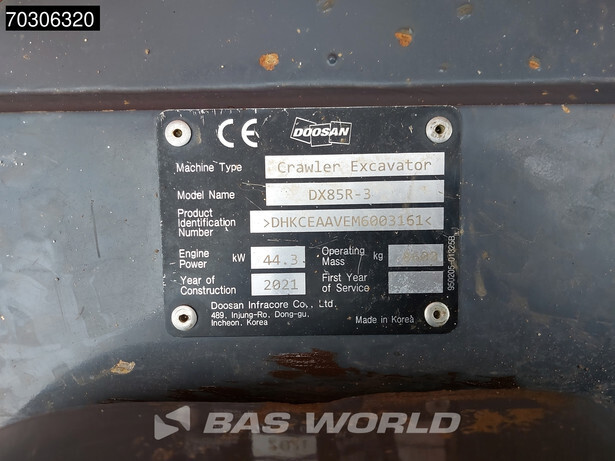 70306320
CE DOOSAN
Machine Type Crawler Excavator
Model Name DX85R-3
Product Identification Number >DHKCEAAVEM6003161<
Engine Power kW 44.3 Operating Mass kg
Year of Construction 2021 First Year of Service
Doosan Infracore Co., Ltd.
489, Injung-Ro, Dong-gu,
Incheon, Korea
Made in Korea
950205-01325B
BAS WORLD